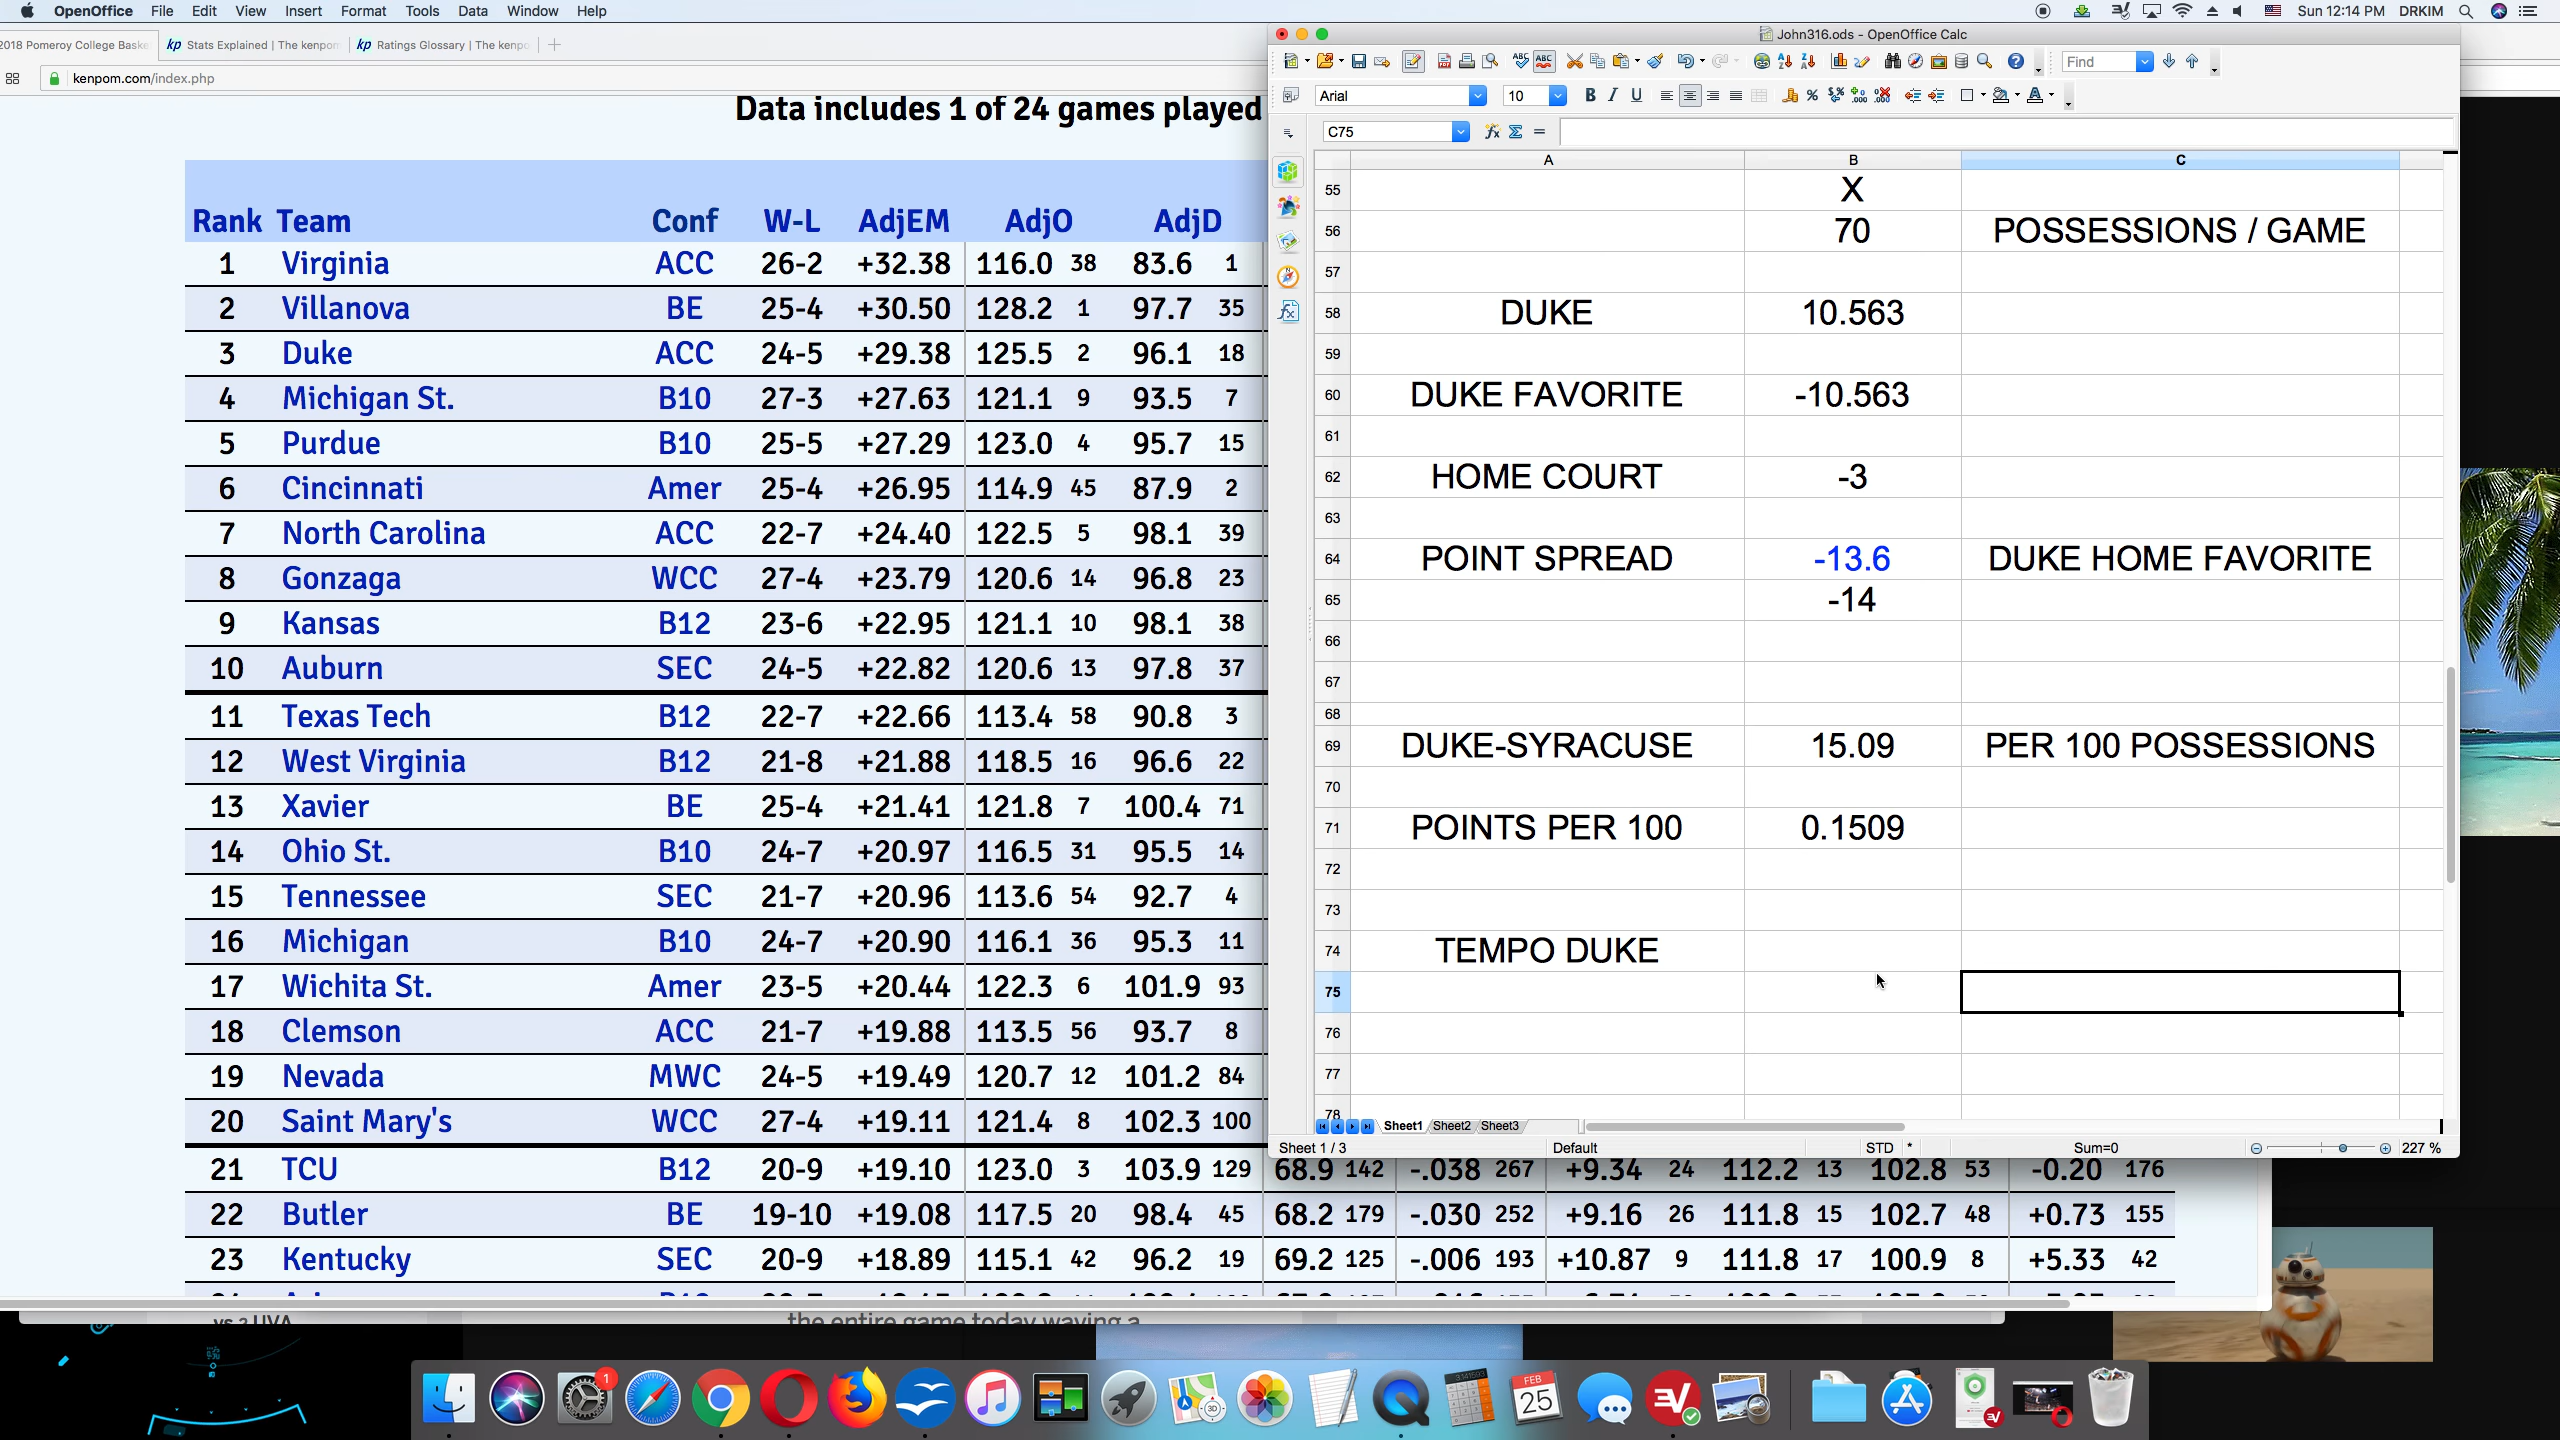 OpenOffice File Edit View Insert Format Tools Data Window Help Sun 12:14 PM DRKIM
2018 Pomeroy College Baske
kp Stats Explained | The kenpom
kp Ratings Glossary | The kenpo
kenpom.com/index.php
Data includes 1 of 24 games played
Rank Team Conf W-L AdjEM AdjO AdjD
1 Virginia ACC 26-2 +32.38 116.0 38 83.6 1
2 Villanova BE 25-4 +30.50 128.2 1 97.7 35
3 Duke ACC 24-5 +29.38 125.5 2 96.1 18
4 Michigan St. B10 27-3 +27.63 121.1 9 93.5 7
5 Purdue B10 25-5 +27.29 123.0 4 95.7 15
6 Cincinnati Amer 25-4 +26.95 114.9 45 87.9 2
7 North Carolina ACC 22-7 +24.40 122.5 5 98.1 39
8 Gonzaga WCC 27-4 +23.79 120.6 14 96.8 23
9 Kansas B12 23-6 +22.95 121.1 10 98.1 38
10 Auburn SEC 24-5 +22.82 120.6 13 97.8 37
11 Texas Tech B12 22-7 +22.66 113.4 58 90.8 3
12 West Virginia B12 21-8 +21.88 118.5 16 96.6 22
13 Xavier BE 25-4 +21.41 121.8 7 100.4 71
14 Ohio St. B10 24-7 +20.97 116.5 31 95.5 14
15 Tennessee SEC 21-7 +20.96 113.6 54 92.7 4
16 Michigan B10 24-7 +20.90 116.1 36 95.3 11
17 Wichita St. Amer 23-5 +20.44 122.3 6 101.9 93
18 Clemson ACC 21-7 +19.88 113.5 56 93.7 8
19 Nevada MWC 24-5 +19.49 120.7 12 101.2 84
20 Saint Mary's WCC 27-4 +19.11 121.4 8 102.3 100
21 TCU B12 20-9 +19.10 123.0 3 103.9 129 68.9 142 -.038 267 +9.34 24 112.2 13 102.8 53 -0.20 176
22 Butler BE 19-10 +19.08 117.5 20 98.4 45 68.2 179 -.030 252 +9.16 26 111.8 15 102.7 48 +0.73 155
23 Kentucky SEC 20-9 +18.89 115.1 42 96.2 19 69.2 125 -.006 193 +10.87 9 111.8 17 100.9 8 +5.33 42
John316.ods - OpenOffice Calc
Find
Arial 10 B I U
C75
A B C
55 X
56 70 POSSESSIONS / GAME
57
58 DUKE 10.563
59
60 DUKE FAVORITE -10.563
61
62 HOME COURT -3
63
64 POINT SPREAD -13.6 DUKE HOME FAVORITE
65 -14
66
67
68
69 DUKE-SYRACUSE 15.09 PER 100 POSSESSIONS
70
71 POINTS PER 100 0.1509
72
73
74 TEMPO DUKE
75
76
77
78
Sheet1 Sheet2 Sheet3
Sheet 1 / 3 Default STD * Sum=0 227 %
vs 2 UVA
the entire game today waving a
1
FEB
25